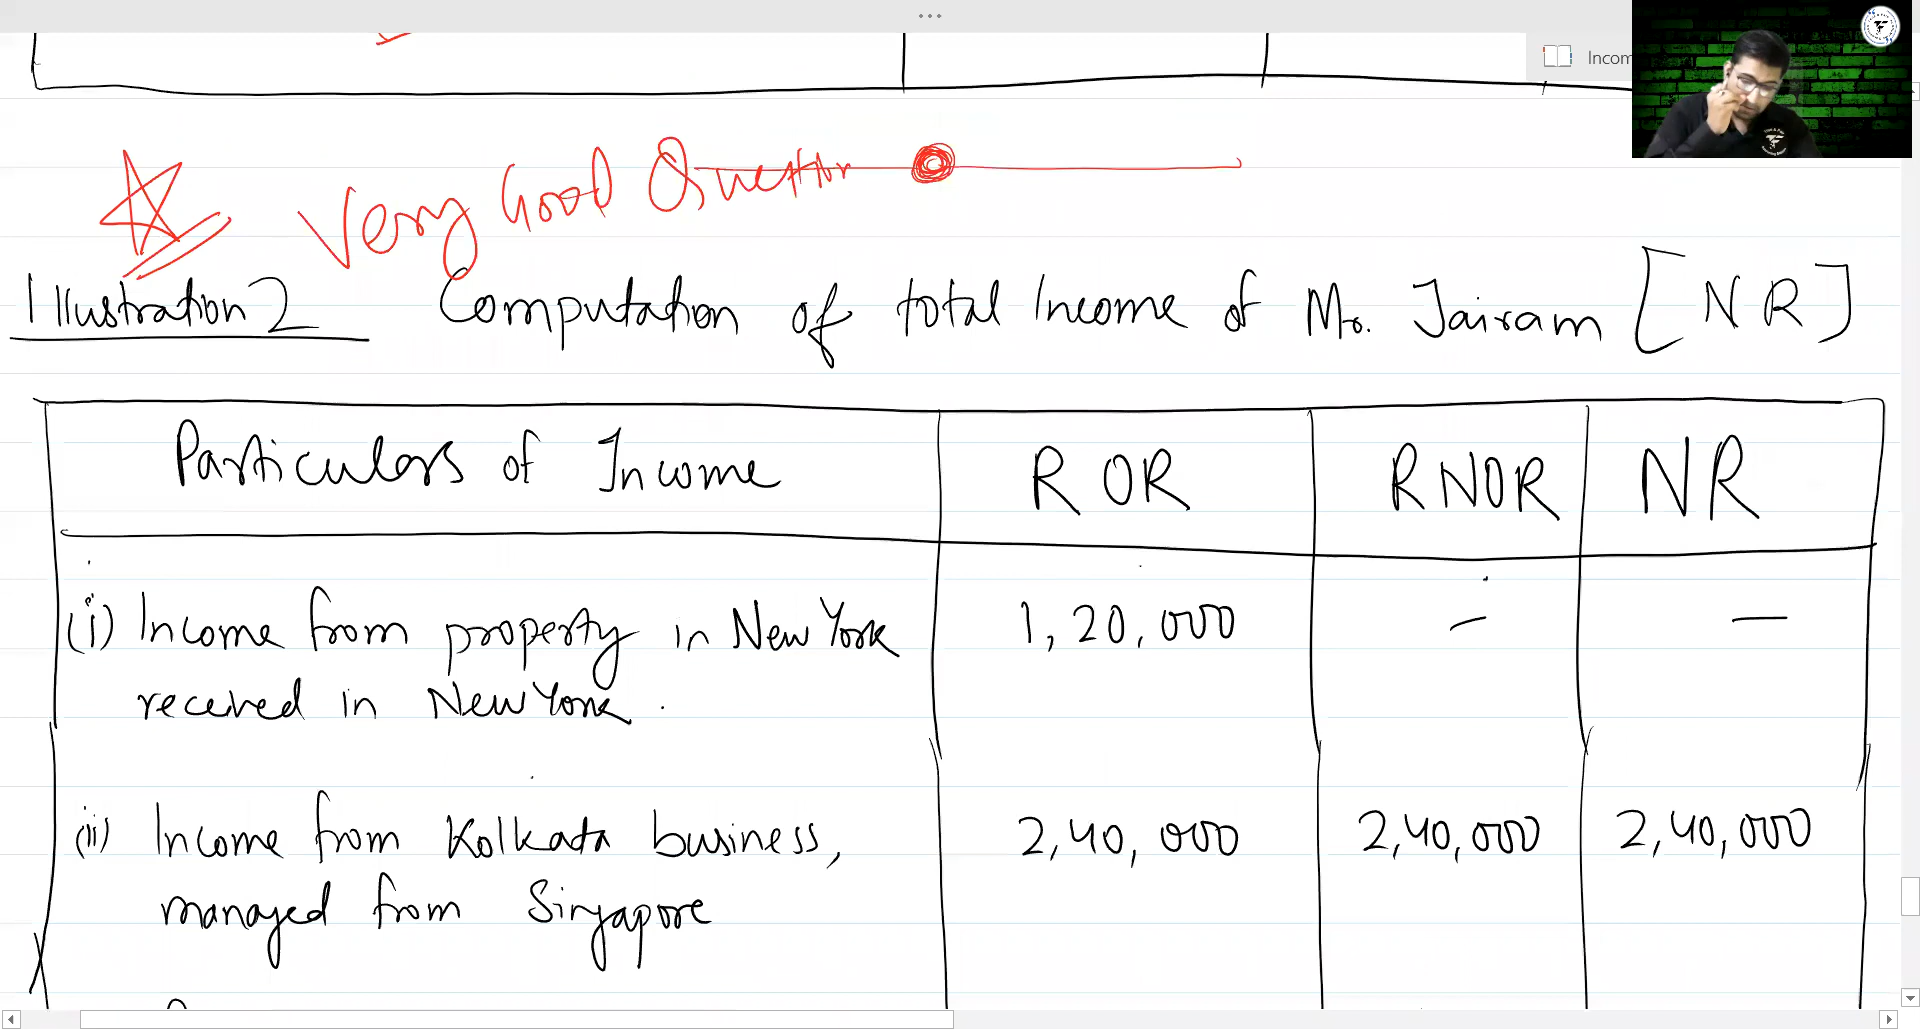 Incom
Very Good Question
Illustration 2 Computation of total Income of Mr. Jairam [NR]
Particulars of Income ROR RNOR NR
(i) Income from property in New York 1,20,000 — —
received in New York.
(ii) Income from Kolkata business, 2,40,000 2,40,000 2,40,000
managed from Singapore